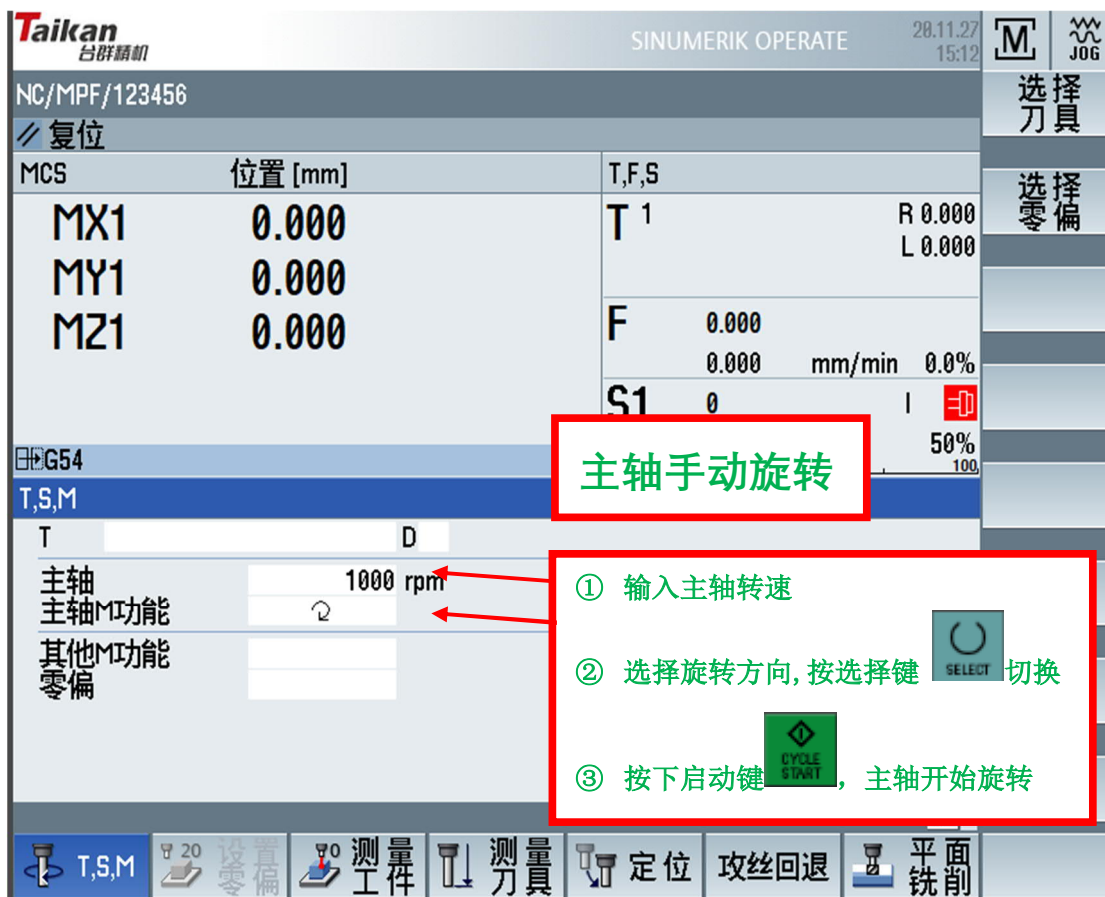 Taikan
台群精机
SINUMERIK OPERATE
20.11.27
15:12
M
JOG
NC/MPF/123456
复位
选择
刀具
MCS 位置 [mm] T,F,S
选择
零偏
MX1 0.000 T 1 R 0.000
L 0.000
MY1 0.000
MZ1 0.000 F 0.000
0.000 mm/min 0.0%
S1 0 I
50%
100
G54
主轴手动旋转
T,S,M
T D
主轴 1000 rpm
主轴M功能
其他M功能
零偏
① 输入主轴转速
② 选择旋转方向,按选择键 SELECT 切换
③ 按下启动键 CYCLE START ，主轴开始旋转
T,S,M
20 设置
零偏
0 测量
工件
测量
刀具
定位
攻丝回退
平面
铣削